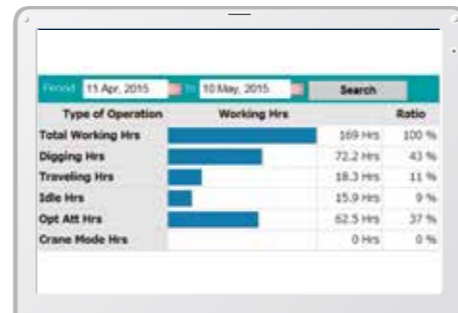 Period 11 Apr, 2015 to 10 May, 2015 Search
Type of Operation Working Hrs Ratio
Total Working Hrs 169 Hrs 100 %
Digging Hrs 72.2 Hrs 43 %
Traveling Hrs 18.3 Hrs 11 %
Idle Hrs 15.9 Hrs 9 %
Opt Att Hrs 62.5 Hrs 37 %
Crane Mode Hrs 0 Hrs 0 %